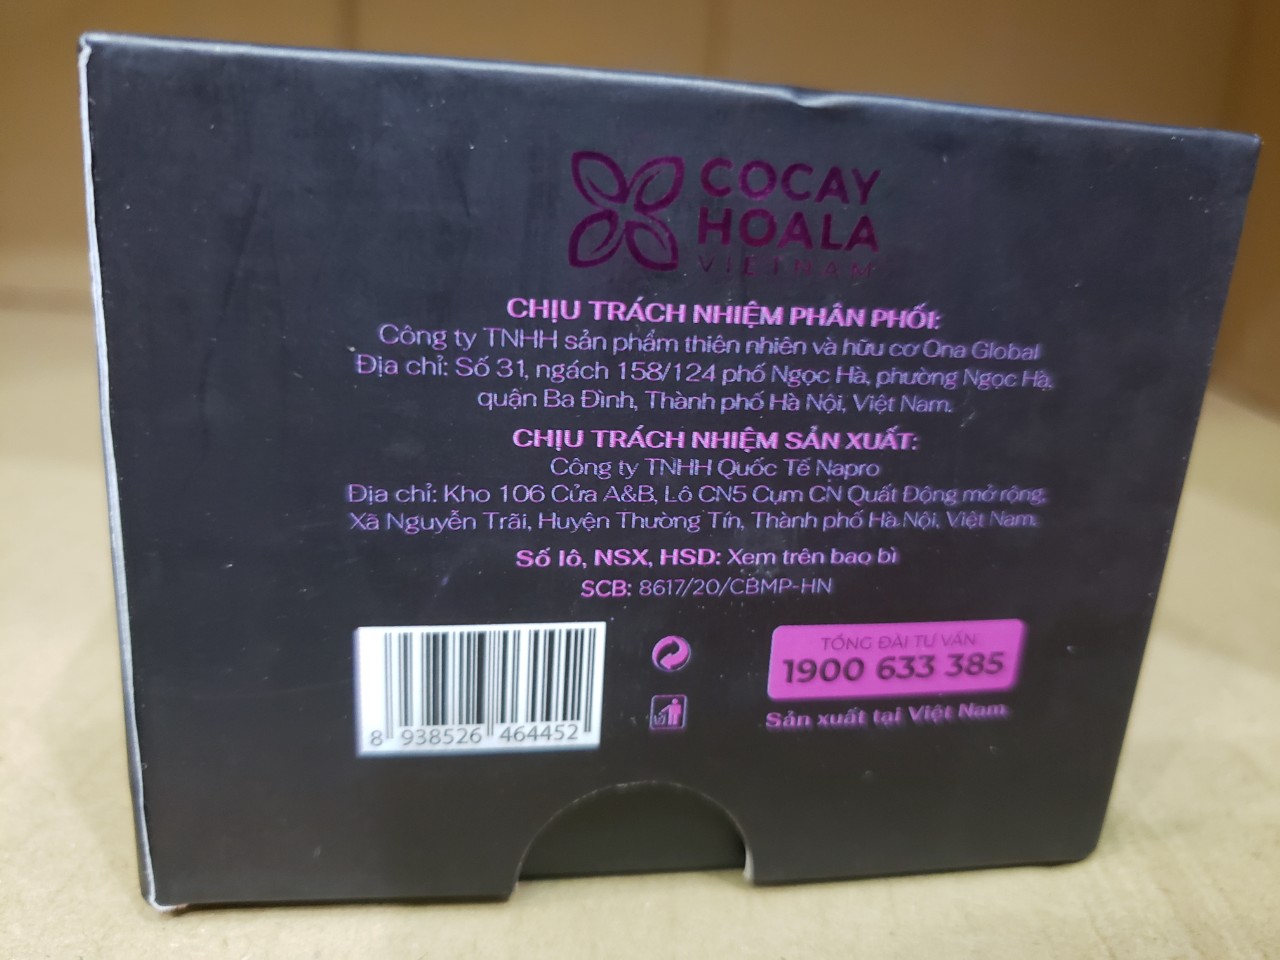 COCAY
HOALA
VIETNAM
CHỊU TRÁCH NHIỆM PHÂN PHỐI:
Công ty TNHH sản phẩm thiên nhiên và hữu cơ Ona Global
Địa chỉ: Số 31, ngách 158/124 phố Ngọc Hà, phường Ngọc Hà,
quận Ba Đình, Thành phố Hà Nội, Việt Nam.
CHỊU TRÁCH NHIỆM SẢN XUẤT:
Công ty TNHH Quốc Tế Napro
Địa chỉ: Kho 106 Cửa A&B, Lô CN5 Cụm CN Quất Động mở rộng,
Xã Nguyễn Trãi, Huyện Thường Tín, Thành phố Hà Nội, Việt Nam.
Số lô, NSX, HSD: Xem trên bao bì
SCB: 8617/20/CBMP-HN
TỔNG ĐÀI TƯ VẤN
1900 633 385
Sản xuất tại Việt Nam
8 938526 464452